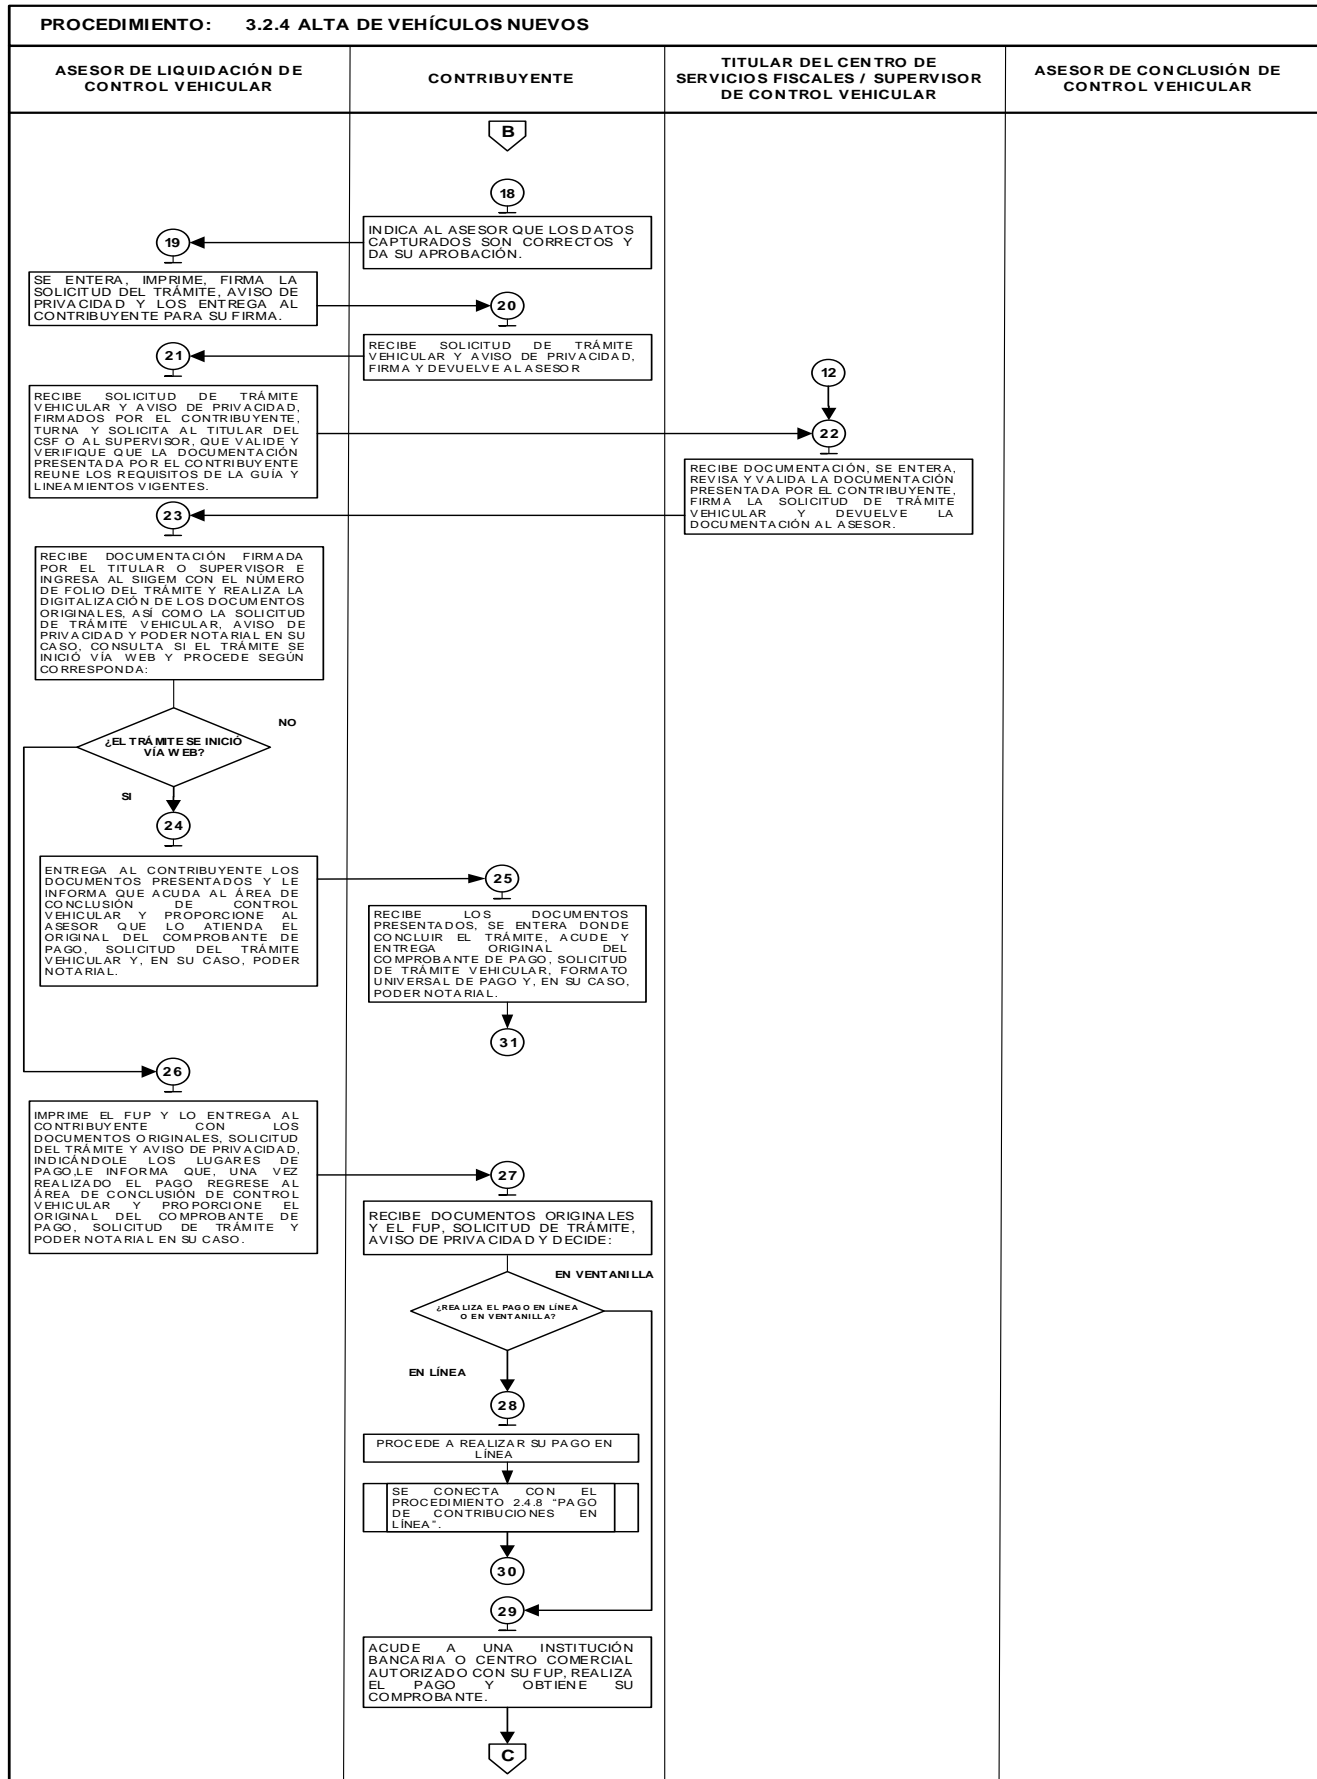 PROCEDIMIENTO: 3.2.4 ALTA DE VEHÍCULOS NUEVOS
ASESOR DE LIQUIDACIÓN DE
CONTROL VEHICULAR
CONTRIBUYENTE
TITULAR DEL CENTRO DE
SERVICIOS FISCALES / SUPERVISOR
DE CONTROL VEHICULAR
ASESOR DE CONCLUSIÓN DE
CONTROL VEHICULAR
B
18
INDICA AL ASESOR QUE LOS DATOS
CAPTURADOS SON CORRECTOS Y
DA SU APROBACIÓN.
19
SE ENTERA, IMPRIME, FIRMA LA
SOLICITUD DEL TRÁMITE, AVISO DE
PRIVACIDAD Y LOS ENTREGA AL
CONTRIBUYENTE PARA SU FIRMA.
20
RECIBE SOLICITUD DE TRÁMITE
VEHICULAR Y AVISO DE PRIVACIDAD,
FIRMA Y DEVUELVE AL ASESOR
21
RECIBE SOLICITUD DE TRÁMITE
VEHICULAR Y AVISO DE PRIVACIDAD,
FIRMADOS POR EL CONTRIBUYENTE,
TURNA Y SOLICITA AL TITULAR DEL
CSF O AL SUPERVISOR, QUE VALIDE Y
VERIFIQUE QUE LA DOCUMENTACIÓN
PRESENTADA POR EL CONTRIBUYENTE
REUNE LOS REQUISITOS DE LA GUÍA Y
LINEAMIENTOS VIGENTES.
12
22
RECIBE DOCUMENTACIÓN, SE ENTERA,
REVISA Y VALIDA LA DOCUMENTACIÓN
PRESENTADA POR EL CONTRIBUYENTE,
FIRMA LA SOLICITUD DE TRÁMITE
VEHICULAR Y DEVUELVE LA
DOCUMENTACIÓN AL ASESOR.
23
RECIBE DOCUMENTACIÓN FIRMADA
POR EL TITULAR O SUPERVISOR E
INGRESA AL SIIGEM CON EL NÚMERO
DE FOLIO DEL TRÁMITE Y REALIZA LA
DIGITALIZACIÓN DE LOS DOCUMENTOS
ORIGINALES, ASÍ COMO LA SOLICITUD
DE TRÁMITE VEHICULAR, AVISO DE
PRIVACIDAD Y PODER NOTARIAL EN SU
CASO, CONSULTA SI EL TRÁMITE SE
INICIÓ VÍA WEB Y PROCEDE SEGÚN
CORRESPONDA:
NO
¿EL TRÁMITE SE INICIÓ
VÍA WEB?
SI
24
ENTREGA AL CONTRIBUYENTE LOS
DOCUMENTOS PRESENTADOS Y LE
INFORMA QUE ACUDA AL ÁREA DE
CONCLUSIÓN DE CONTROL
VEHICULAR Y PROPORCIONE AL
ASESOR QUE LO ATIENDA EL
ORIGINAL DEL COMPROBANTE DE
PAGO, SOLICITUD DEL TRÁMITE
VEHICULAR Y, EN SU CASO, PODER
NOTARIAL.
25
RECIBE LOS DOCUMENTOS
PRESENTADOS, SE ENTERA DONDE
CONCLUIR EL TRÁMITE, ACUDE Y
ENTREGA ORIGINAL DEL
COMPROBANTE DE PAGO, SOLICITUD
DE TRÁMITE VEHICULAR, FORMATO
UNIVERSAL DE PAGO Y, EN SU CASO,
PODER NOTARIAL.
31
26
IMPRIME EL FUP Y LO ENTREGA AL
CONTRIBUYENTE CON LOS
DOCUMENTOS ORIGINALES, SOLICITUD
DEL TRÁMITE Y AVISO DE PRIVACIDAD,
INDICÁNDOLE LOS LUGARES DE
PAGO,LE INFORMA QUE, UNA VEZ
REALIZADO EL PAGO REGRESE AL
ÁREA DE CONCLUSIÓN DE CONTROL
VEHICULAR Y PROPORCIONE EL
ORIGINAL DEL COMPROBANTE DE
PAGO, SOLICITUD DE TRÁMITE Y
PODER NOTARIAL EN SU CASO.
27
RECIBE DOCUMENTOS ORIGINALES
Y EL FUP, SOLICITUD DE TRÁMITE,
AVISO DE PRIVACIDAD Y DECIDE:
EN VENTANILLA
¿REALIZA EL PAGO EN LÍNEA
O EN VENTANILLA?
EN LÍNEA
28
PROCEDE A REALIZAR SU PAGO EN
LÍNEA
SE CONECTA CON EL
PROCEDIMIENTO 2.4.8 "PAGO
DE CONTRIBUCIONES EN
LÍNEA".
30
29
ACUDE A UNA INSTITUCIÓN
BANCARIA O CENTRO COMERCIAL
AUTORIZADO CON SU FUP, REALIZA
EL PAGO Y OBTIENE SU
COMPROBANTE.
C